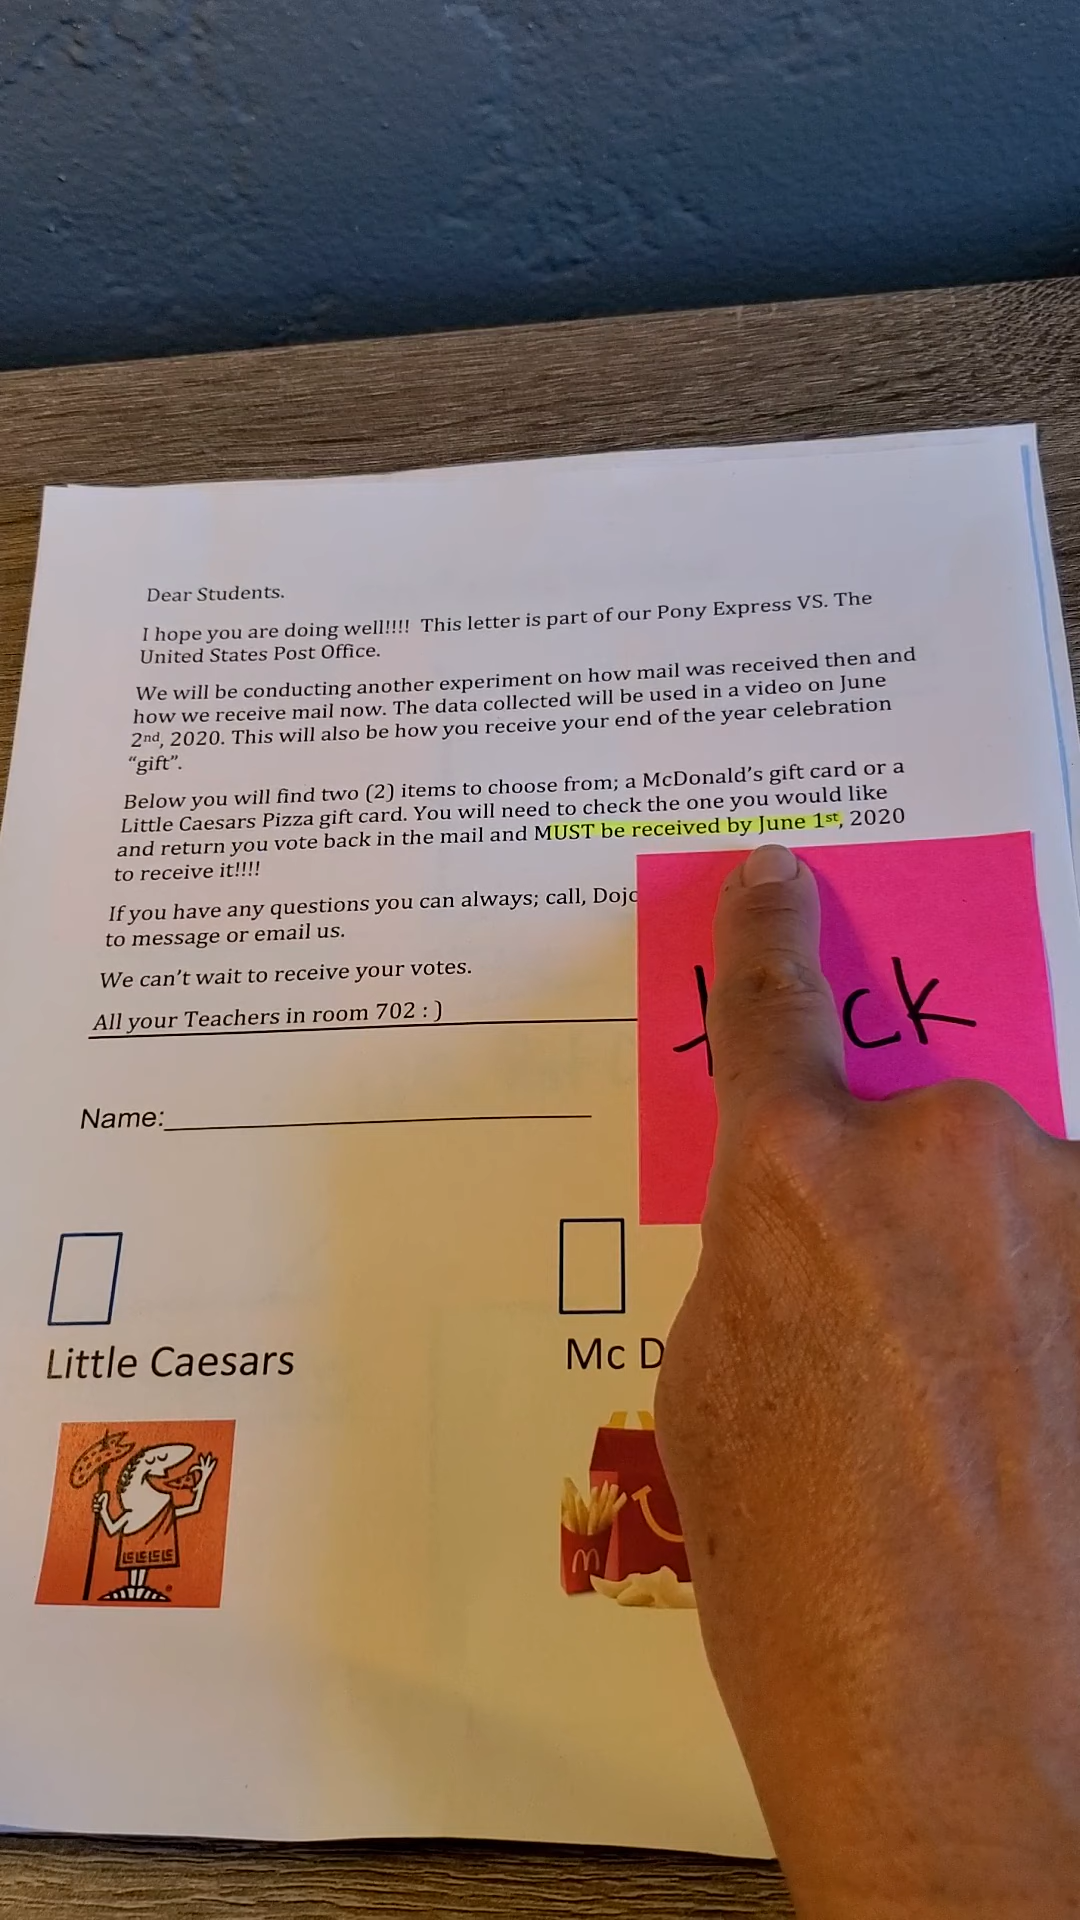 Dear Students.
I hope you are doing well!!!! This letter is part of our Pony Express VS. The
United States Post Office.
We will be conducting another experiment on how mail was received then and
how we receive mail now. The data collected will be used in a video on June
2nd, 2020. This will also be how you receive your end of the year celebration
“gift”.
Below you will find two (2) items to choose from; a McDonald’s gift card or a
Little Caesars Pizza gift card. You will need to check the one you would like
and return you vote back in the mail and MUST be received by June 1st, 2020
to receive it!!!!
If you have any questions you can always; call,
to message or email us.
We can’t wait to receive your votes.
All your Teachers in room 702 : )
ck
Name:
Little Caesars
Mc D